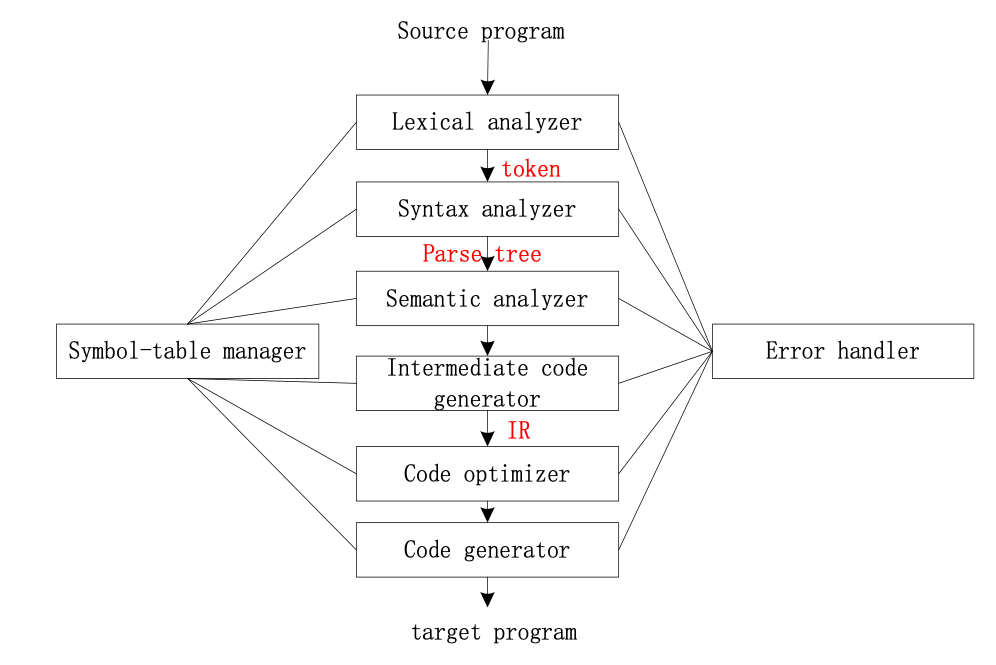 Source program
Lexical analyzer
token
Syntax analyzer
Parse tree
Semantic analyzer
Symbol-table manager
Error handler
Intermediate code
generator
IR
Code optimizer
Code generator
target program